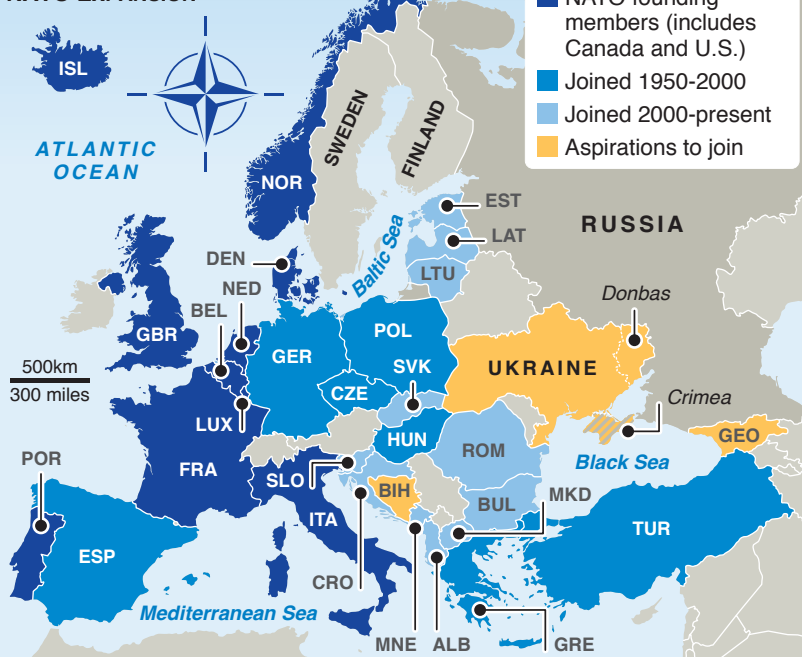 NATO EXPANSION
NATO founding
members (includes
Canada and U.S.)
Joined 1950-2000
Joined 2000-present
Aspirations to join
ISL
ATLANTIC
OCEAN
SWEDEN
FINLAND
NOR
EST
RUSSIA
LAT
DEN
Baltic Sea
LTU
NED
Donbas
BEL
GBR
POL
GER
SVK
UKRAINE
500km
300 miles
CZE
Crimea
LUX
HUN
GEO
ROM
POR
FRA
Black Sea
SLO
BIH
BUL
MKD
ITA
TUR
ESP
CRO
Mediterranean Sea
MNE
ALB
GRE